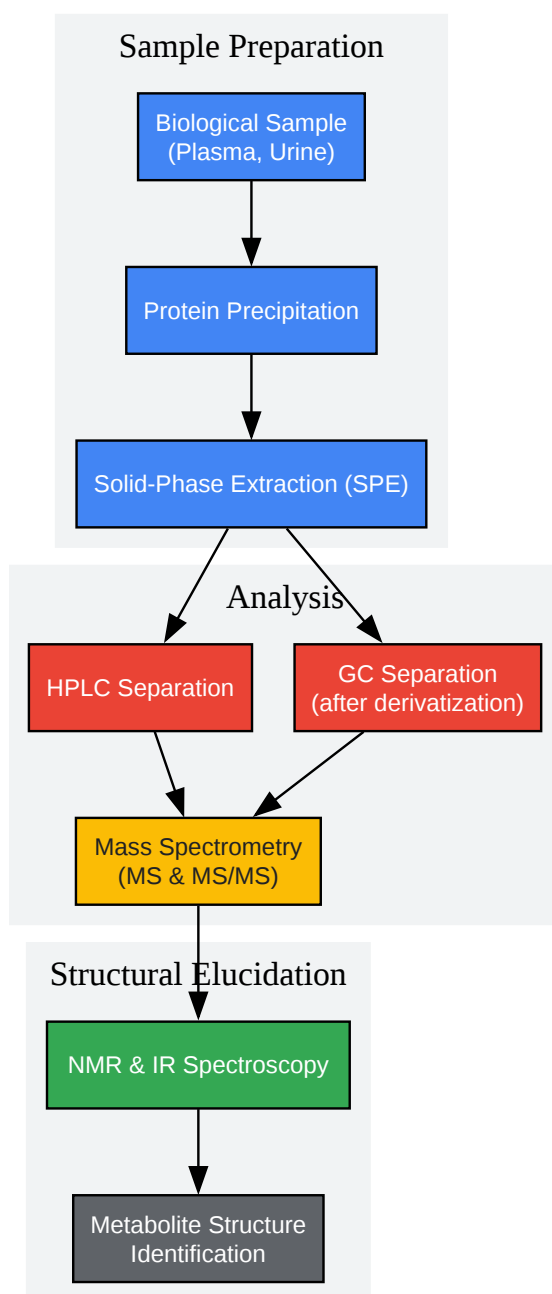 Sample Preparation
Biological Sample
(Plasma, Urine)
Protein Precipitation
Solid-Phase Extraction (SPE)
Analysis
HPLC Separation
GC Separation
(after derivatization)
Mass Spectrometry
(MS & MS/MS)
Structural Elucidation
NMR & IR Spectroscopy
Metabolite Structure
Identification